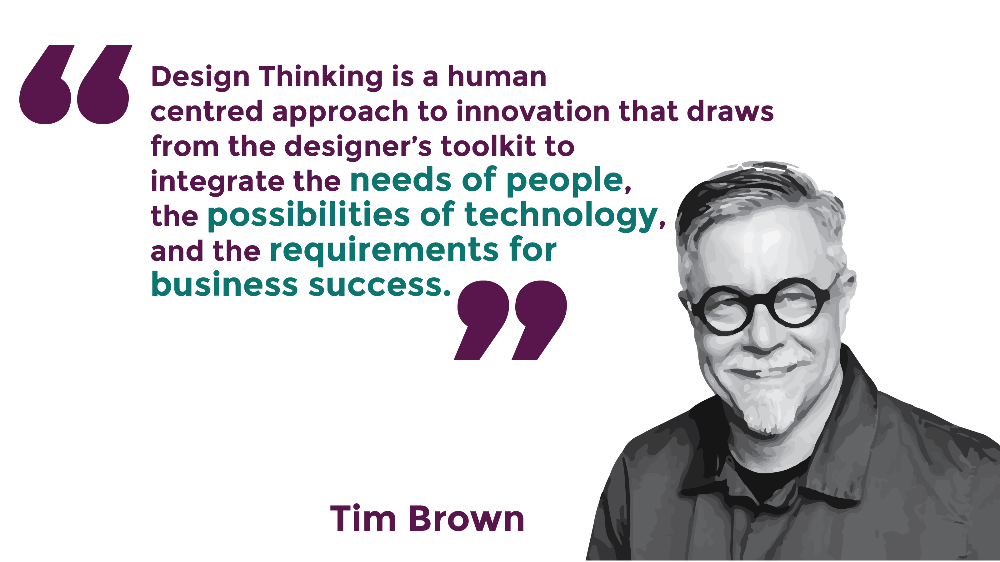 “Design Thinking is a human
centred approach to innovation that draws
from the designer’s toolkit to
integrate the needs of people,
the possibilities of technology,
and the requirements for
business success.”
Tim Brown